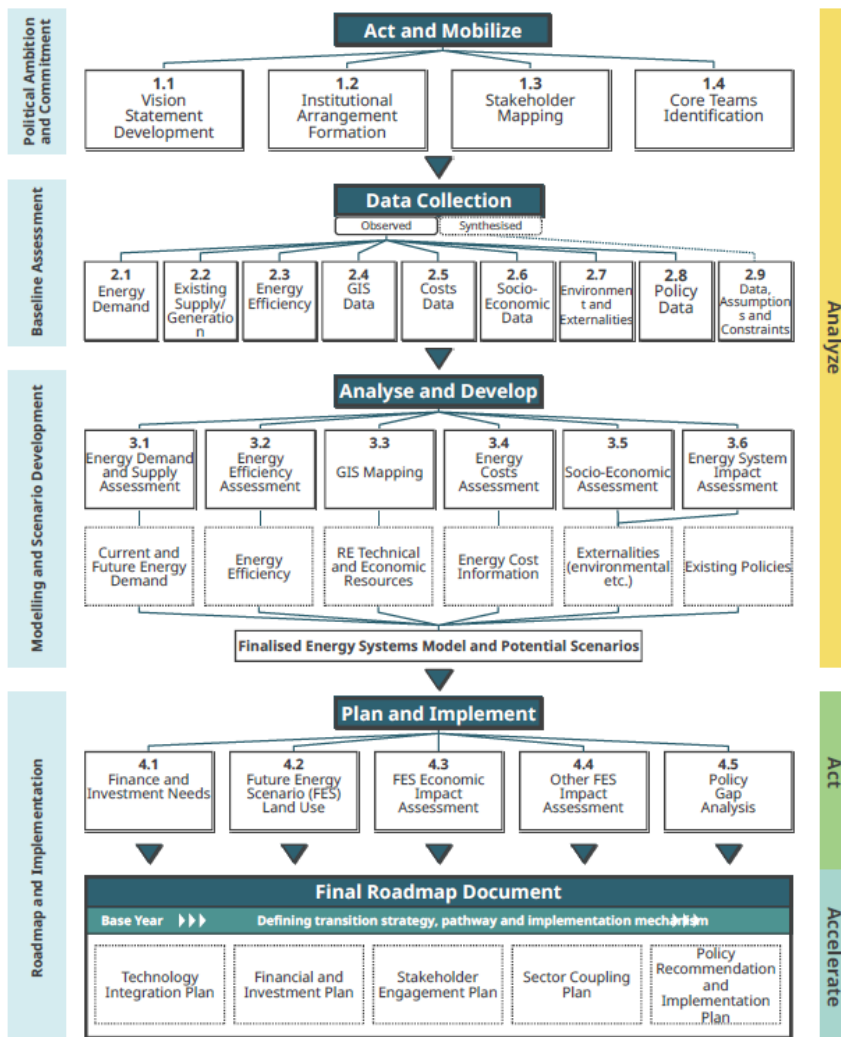 Political Ambition
and Commitment
Act and Mobilize
1.1
Vision
Statement
Development
1.2
Institutional
Arrangement
Formation
1.3
Stakeholder
Mapping
1.4
Core Teams
Identification
Baseline Assessment
Data Collection
Observed
Synthesised
2.1
Energy
Demand
2.2
Existing
Supply/
Generatio
n
2.3
Energy
Efficiency
2.4
GIS
Data
2.5
Costs
Data
2.6
Socio-
Economic
Data
2.7
Environmen
t and
Externalities
2.8
Policy
Data
2.9
Data,
Assumption
s and
Constraints
Analyze
Modelling and Scenario Development
Analyse and Develop
3.1
Energy Demand
and Supply
Assessment
3.2
Energy
Efficiency
Assessment
3.3
GIS Mapping
3.4
Energy
Costs
Assessment
3.5
Socio-Economic
Assessment
3.6
Energy System
Impact
Assessment
Current and
Future Energy
Demand
Energy
Efficiency
RE Technical
and Economic
Resources
Energy Cost
Information
Externalities
(environmental
etc.)
Existing Policies
Finalised Energy Systems Model and Potential Scenarios
Roadmap and Implementation
Plan and Implement
4.1
Finance and
Investment Needs
4.2
Future Energy
Scenario (FES)
Land Use
4.3
FES Economic
Impact
Assessment
4.4
Other FES
Impact
Assessment
4.5
Policy
Gap
Analysis
Act
Final Roadmap Document
Base Year
Defining transition strategy, pathway and implementation mechanism
Technology
Integration Plan
Financial and
Investment Plan
Stakeholder
Engagement Plan
Sector Coupling
Plan
Policy
Recommendation
and
Implementation
Plan
Accelerate